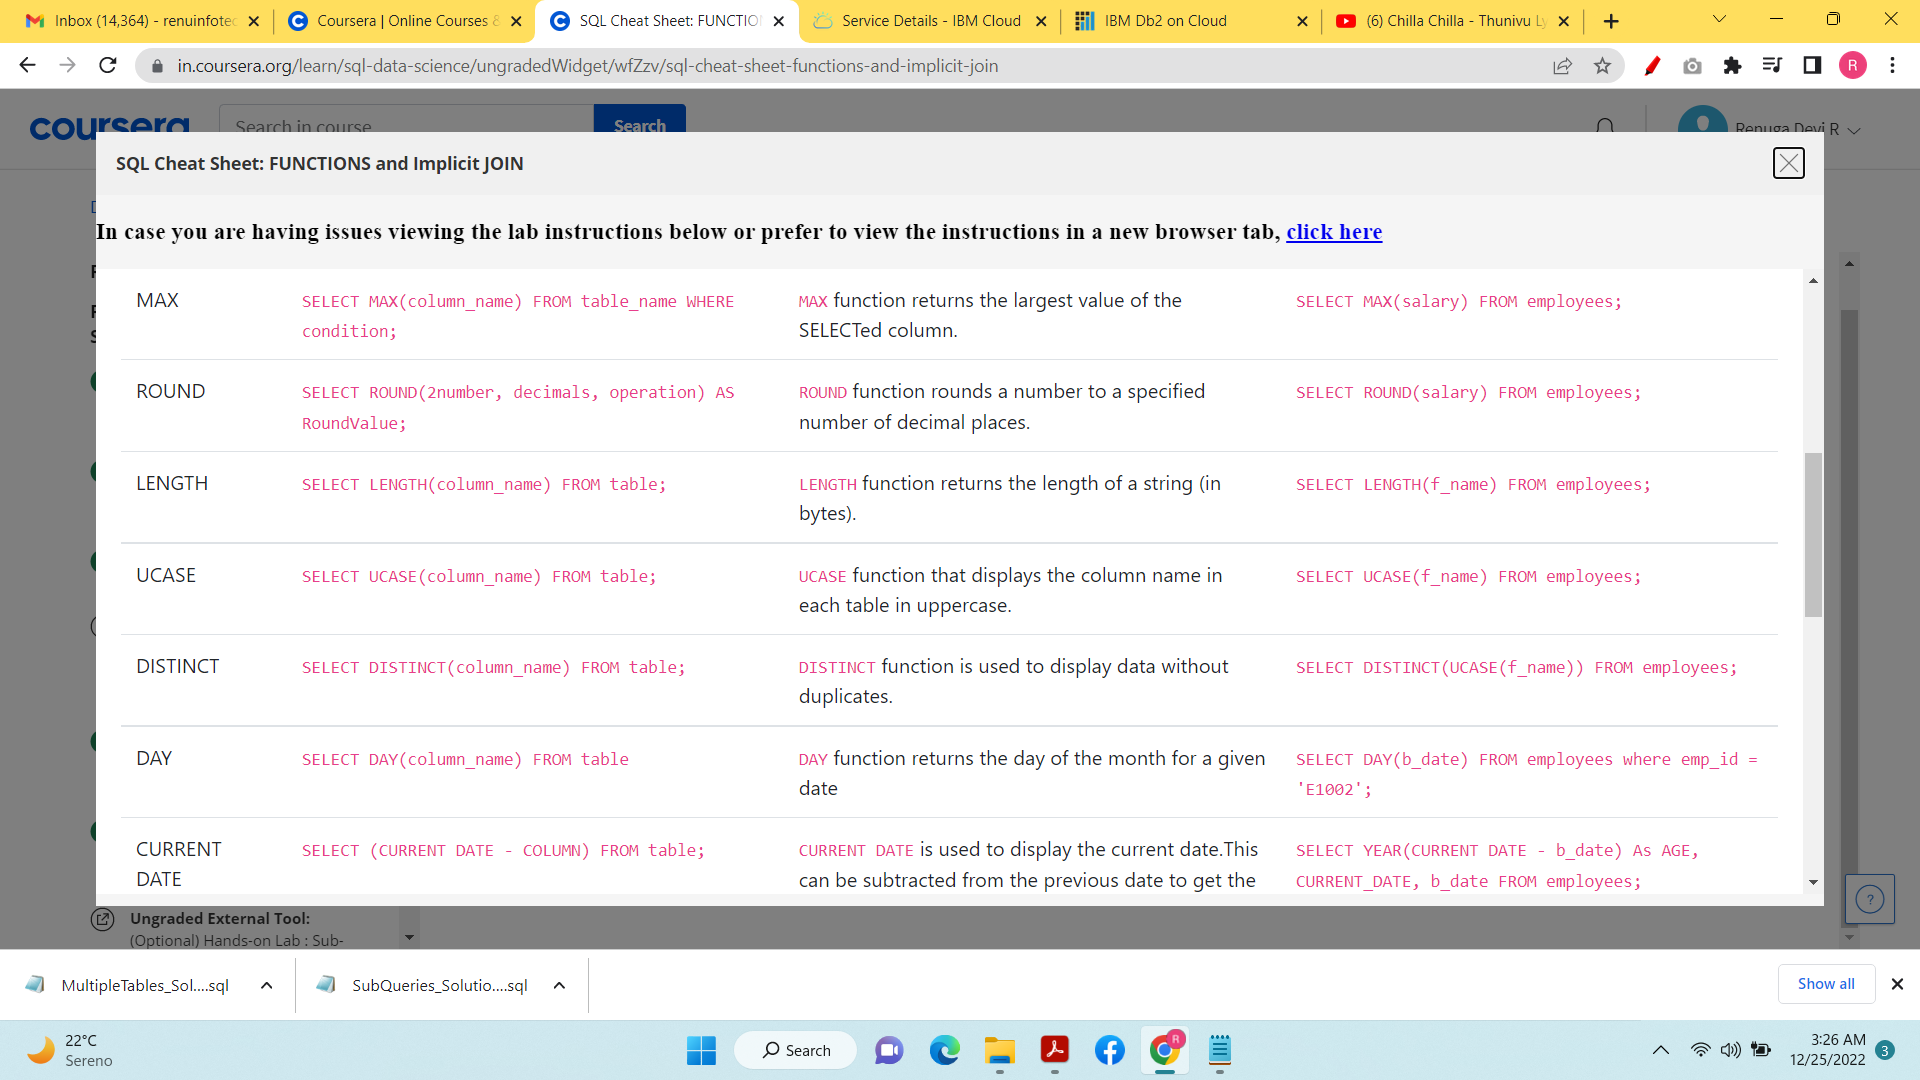 Inbox (14,364) - renuinfotec
Coursera | Online Courses &
SQL Cheat Sheet: FUNCTIO
Service Details - IBM Cloud
IBM Db2 on Cloud
(6) Chilla Chilla - Thunivu Ly
in.coursera.org/learn/sql-data-science/ungradedWidget/wfZzv/sql-cheat-sheet-functions-and-implicit-join
R
coursera
Search in course
Search
Renuga Devi R
SQL Cheat Sheet: FUNCTIONS and Implicit JOIN
In case you are having issues viewing the lab instructions below or prefer to view the instructions in a new browser tab, click here
MAX
SELECT MAX(column_name) FROM table_name WHERE
condition;
MAX function returns the largest value of the
SELECTed column.
SELECT MAX(salary) FROM employees;
ROUND
SELECT ROUND(2number, decimals, operation) AS
RoundValue;
ROUND function rounds a number to a specified
number of decimal places.
SELECT ROUND(salary) FROM employees;
LENGTH
SELECT LENGTH(column_name) FROM table;
LENGTH function returns the length of a string (in
bytes).
SELECT LENGTH(f_name) FROM employees;
UCASE
SELECT UCASE(column_name) FROM table;
UCASE function that displays the column name in
each table in uppercase.
SELECT UCASE(f_name) FROM employees;
DISTINCT
SELECT DISTINCT(column_name) FROM table;
DISTINCT function is used to display data without
duplicates.
SELECT DISTINCT(UCASE(f_name)) FROM employees;
DAY
SELECT DAY(column_name) FROM table
DAY function returns the day of the month for a given
date
SELECT DAY(b_date) FROM employees where emp_id =
'E1002';
CURRENT
DATE
SELECT (CURRENT DATE - COLUMN) FROM table;
CURRENT DATE is used to display the current date.This
can be subtracted from the previous date to get the
SELECT YEAR(CURRENT DATE - b_date) As AGE,
CURRENT_DATE, b_date FROM employees;
?
Ungraded External Tool:
(Optional) Hands-on Lab : Sub-
MultipleTables_Sol....sql
SubQueries_Solutio....sql
Show all
22°C
Sereno
Search
R
3:26 AM
12/25/2022
3